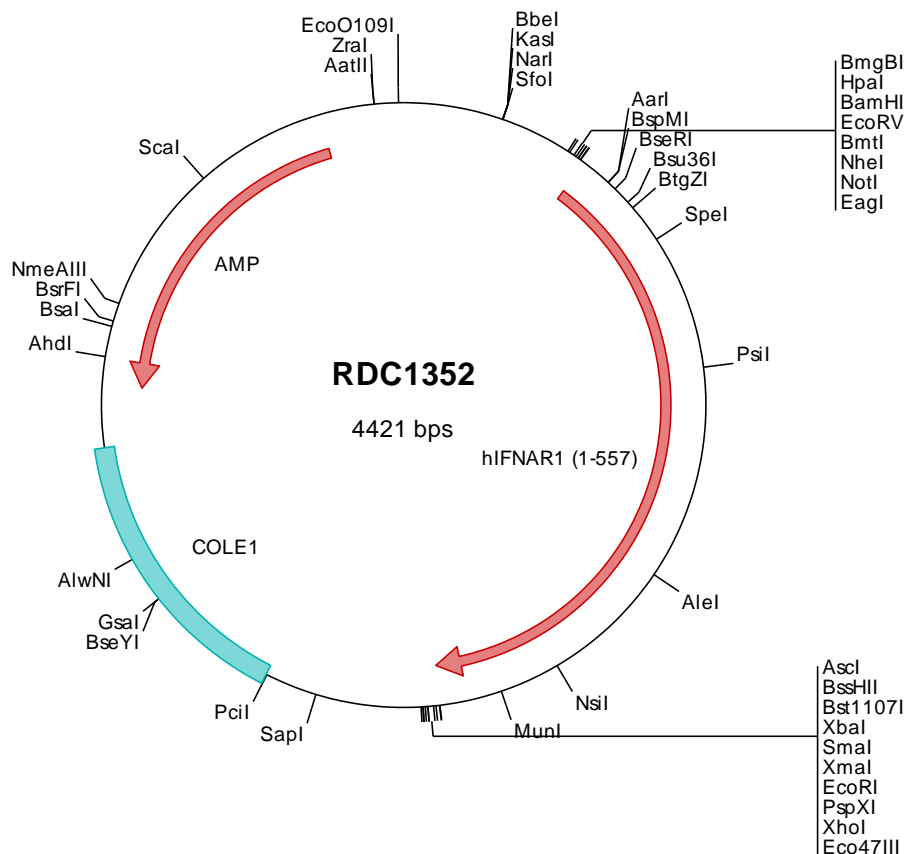 EcoO109I
ZraI
AatII
BbeI
KasI
NarI
SfoI
AarI
BspMI
BseRI
Bsu36I
BtgZI
SpeI
BmgBI
HpaI
BamHI
EcoRV
BmtI
NheI
NotI
EagI
ScaI
AMP
NmeAIII
BsrFI
BsaI
AhdI
PsiI
RDC1352
4421 bps
hIFNAR1 (1-557)
COLE1
AlwNI
GsaI
BseYI
PciI
SapI
AleI
NsiI
MunI
AscI
BssHII
Bst1107I
XbaI
SmaI
XmaI
EcoRI
PspXI
XhoI
Eco47III